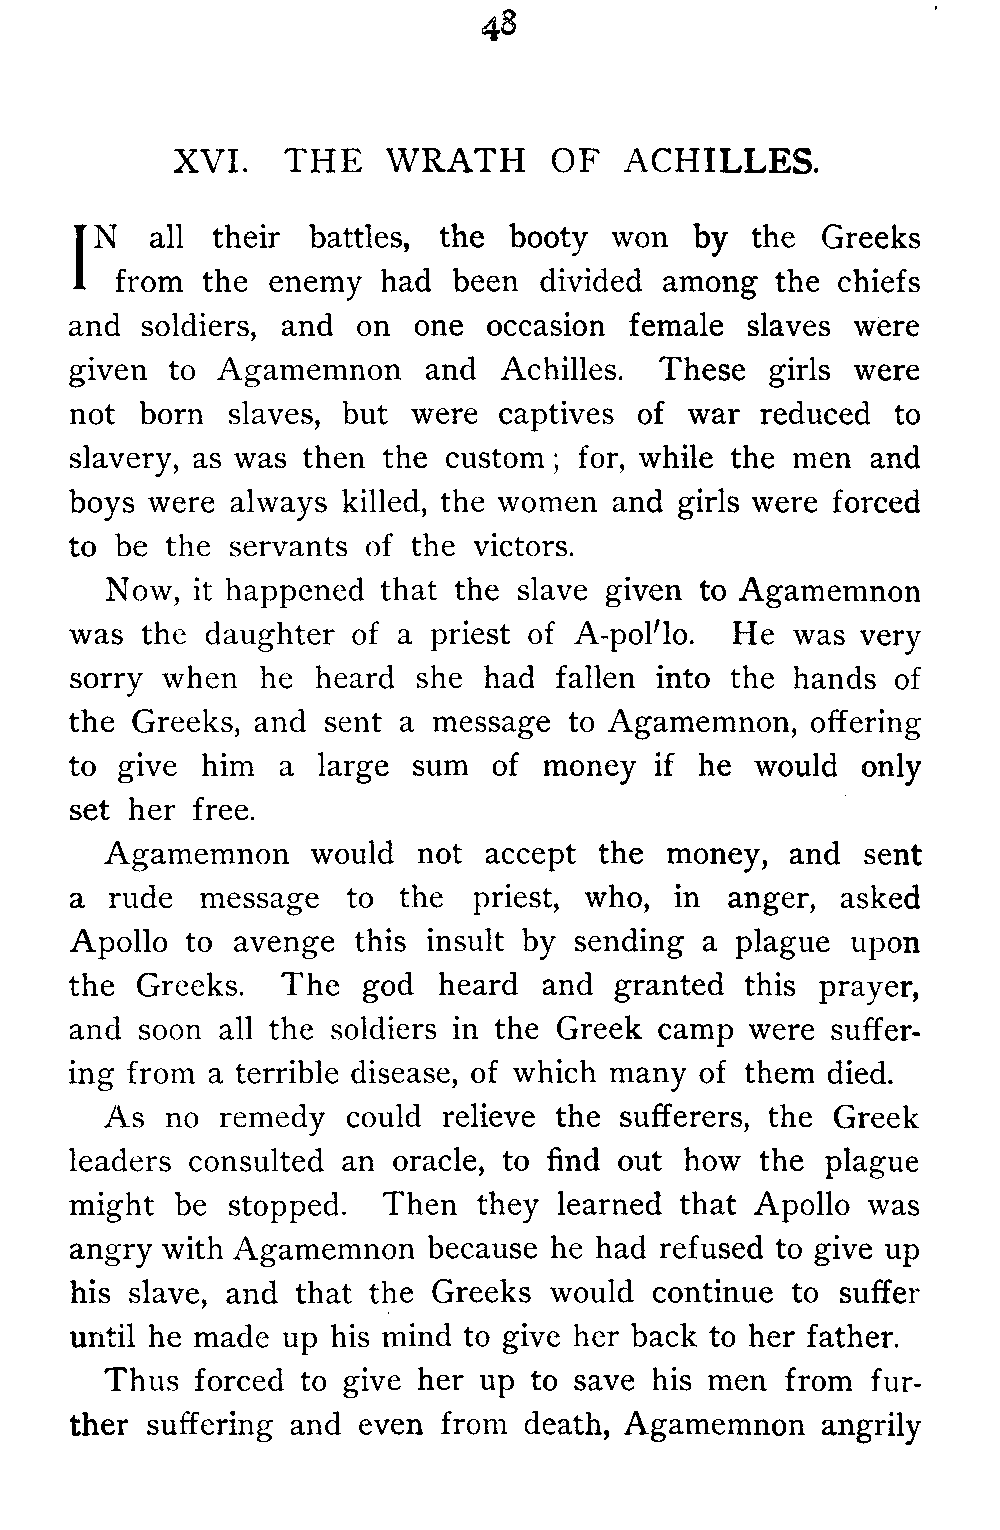 48
XVI. THE WRATH OF ACHILLES.
IN all their battles, the booty won by the Greeks
from the enemy had been divided among the chiefs
and soldiers, and on one occasion female slaves were
given to Agamemnon and Achilles. These girls were
not born slaves, but were captives of war reduced to
slavery, as was then the custom; for, while the men and
boys were always killed, the women and girls were forced
to be the servants of the victors.
Now, it happened that the slave given to Agamemnon
was the daughter of a priest of A-pol'lo. He was very
sorry when he heard she had fallen into the hands of
the Greeks, and sent a message to Agamemnon, offering
to give him a large sum of money if he would only
set her free.
Agamemnon would not accept the money, and sent
a rude message to the priest, who, in anger, asked
Apollo to avenge this insult by sending a plague upon
the Greeks. The god heard and granted this prayer,
and soon all the soldiers in the Greek camp were suffer-
ing from a terrible disease, of which many of them died.
As no remedy could relieve the sufferers, the Greek
leaders consulted an oracle, to find out how the plague
might be stopped. Then they learned that Apollo was
angry with Agamemnon because he had refused to give up
his slave, and that the Greeks would continue to suffer
until he made up his mind to give her back to her father.
Thus forced to give her up to save his men from fur-
ther suffering and even from death, Agamemnon angrily